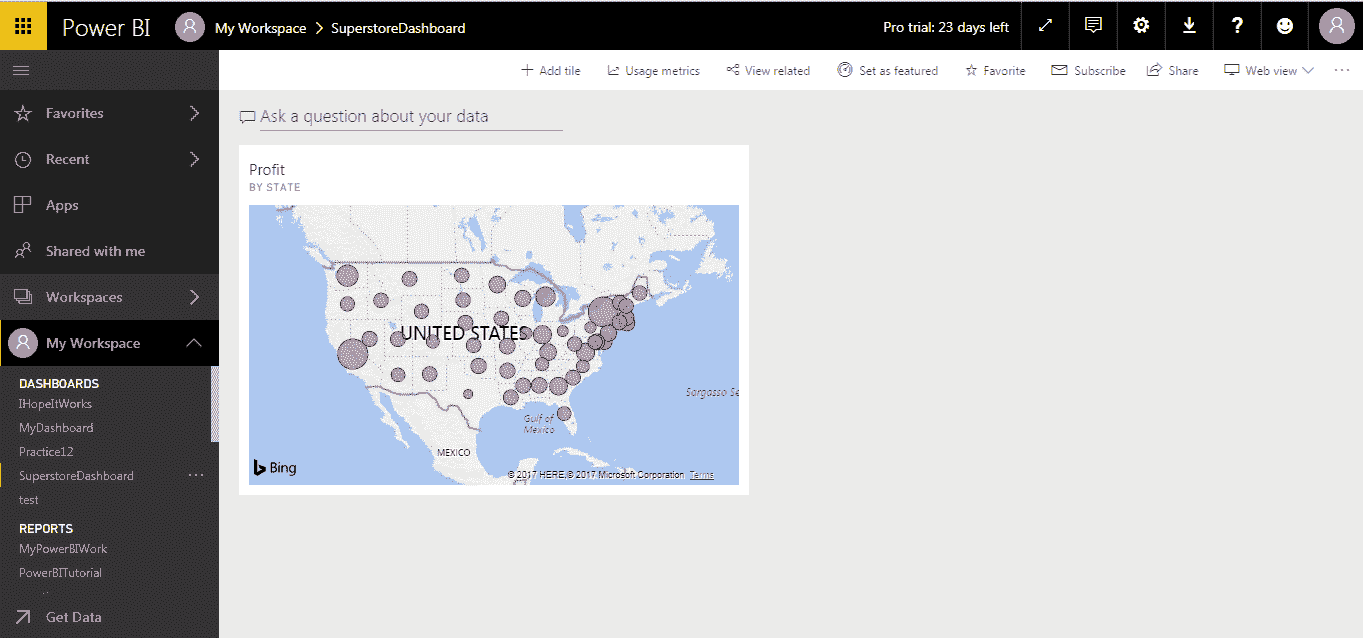 Power BI
My Workspace > SuperstoreDashboard
Pro trial: 23 days left
Add tile
Usage metrics
View related
Set as featured
Favorite
Subscribe
Share
Web view
Favorites
Recent
Apps
Shared with me
Workspaces
My Workspace
DASHBOARDS
IHopeItWorks
MyDashboard
Practice12
SuperstoreDashboard
test
REPORTS
MyPowerBIWork
PowerBITutorial
Get Data
Ask a question about your data
Profit
BY STATE
UNITED STATES
Sargasso Se
Gulf of
Mexico
MEXICO
Bing
© 2017 HERE,© 2017 Microsoft Corporation Terms